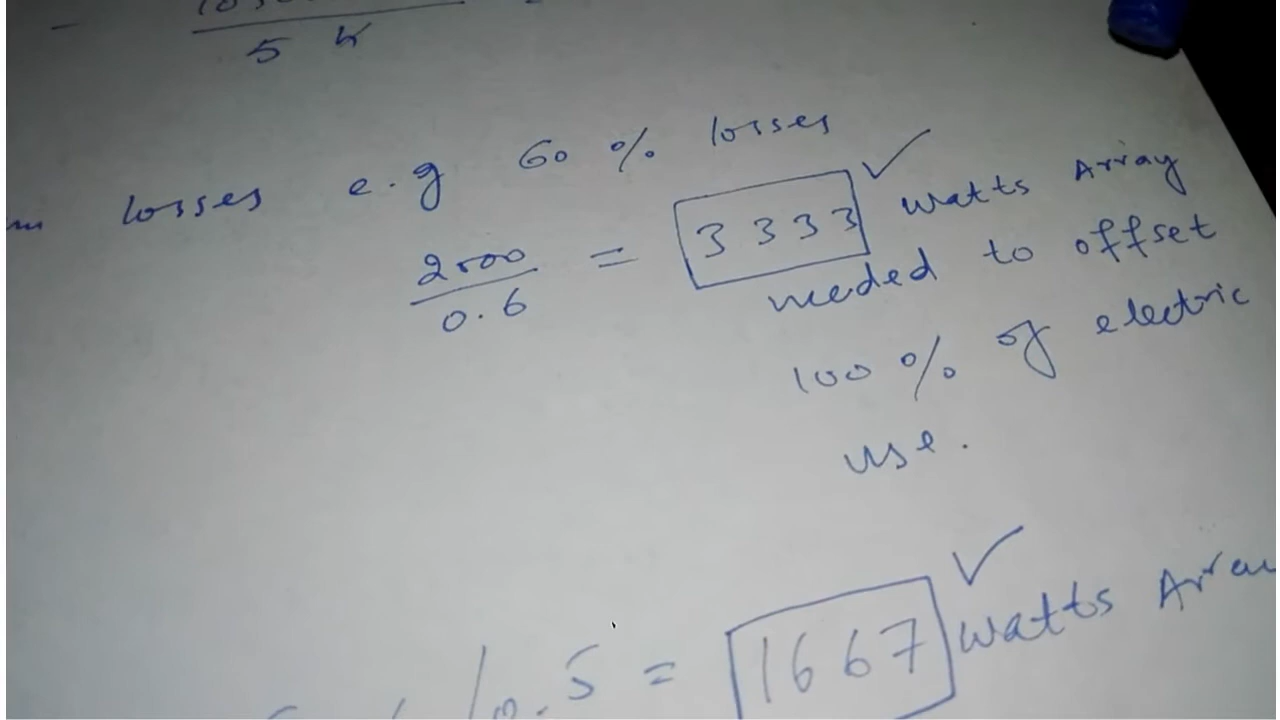 5 h
losses e.g 60 % losses
2000 / 0.6 = 3333 watts Array
needed to offset
100 % of electric
use.
0.5 = 1667 watts